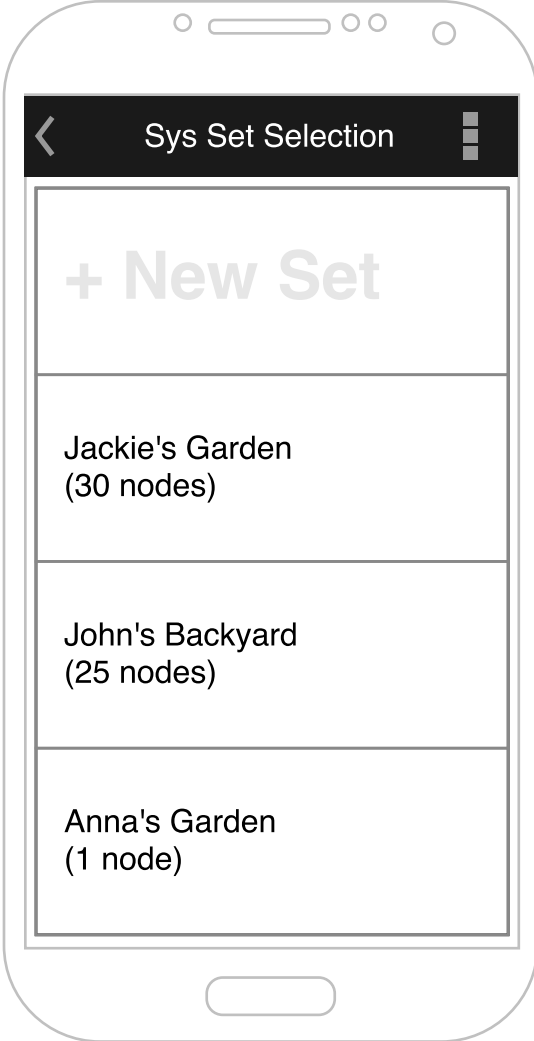 Sys Set Selection
+ New Set
Jackie's Garden
(30 nodes)
John's Backyard
(25 nodes)
Anna's Garden
(1 node)